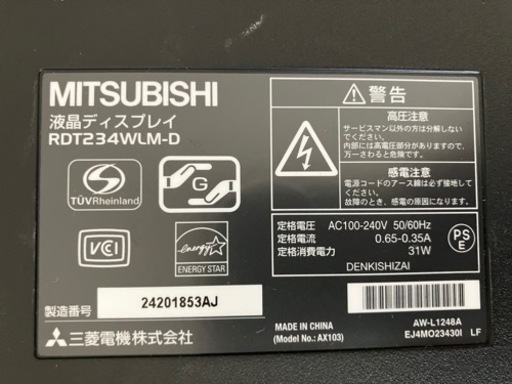 MITSUBISHI
液晶ディスプレイ
RDT234WLM-D
TÜVRheinland
G
VCCI
energy
ENERGY STAR
製造番号
24201853AJ
三菱電機株式会社
警告
高圧注意
サービスマン以外の方は分解しない
でください。
内部には高電圧部分がありますので、
万一さわると危険です。
感電注意
電源コードのアース線は必ず接地して
ください。
故障のときに感電の原因になります。
定格電圧 AC100-240V 50/60Hz
定格電流 0.65-0.35A
定格消費電力 31W
DENKISHIZAI
PS
E
MADE IN CHINA
(Model No.: AX103)
AW-L1248A
EJ4MO23430I LF